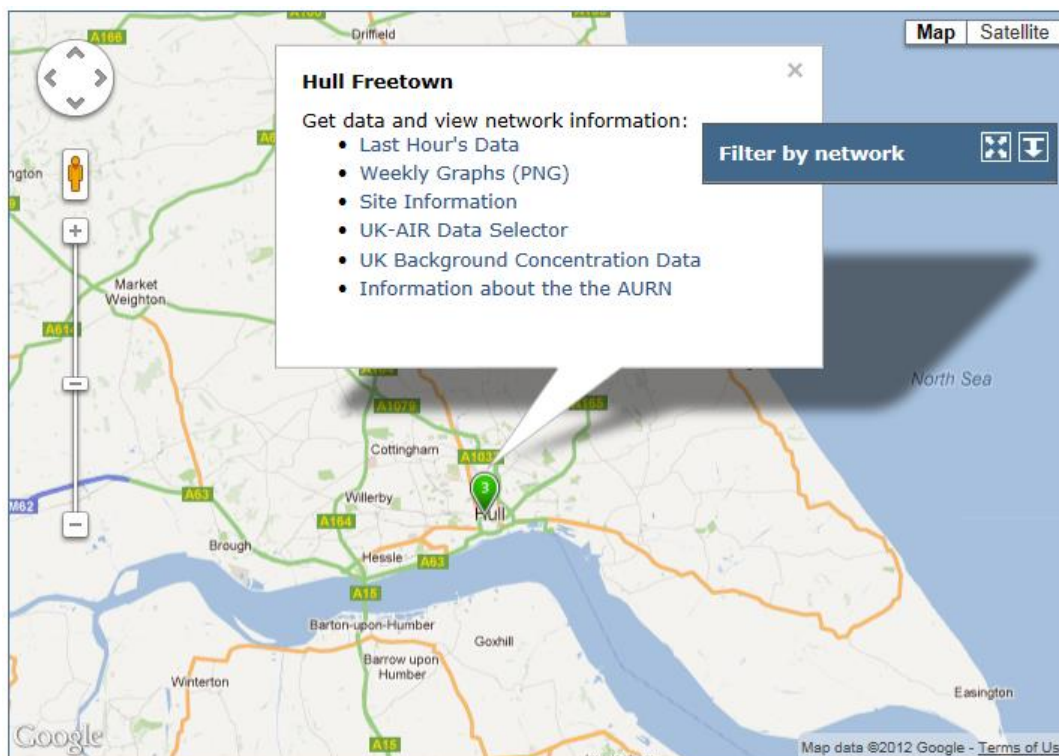 A166
Driffield
Map
Satellite
Hull Freetown
×
Get data and view network information:
• Last Hour's Data
• Weekly Graphs (PNG)
• Site Information
• UK-AIR Data Selector
• UK Background Concentration Data
• Information about the the AURN
Filter by network
ngton
Market
Weighton
A614
North Sea
A1079
A165
Cottingham
A1033
3
Hull
A63
M62
Willerby
A164
Brough
Hessle
A63
A15
Barton-upon-Humber
Goxhill
Barrow upon
Humber
Winterton
Easington
A15
Google
Map data ©2012 Google - Terms of Us